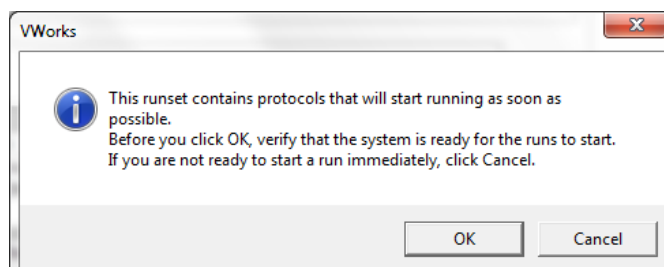 VWorks
This runset contains protocols that will start running as soon as
possible.
Before you click OK, verify that the system is ready for the runs to start.
If you are not ready to start a run immediately, click Cancel.
OK
Cancel